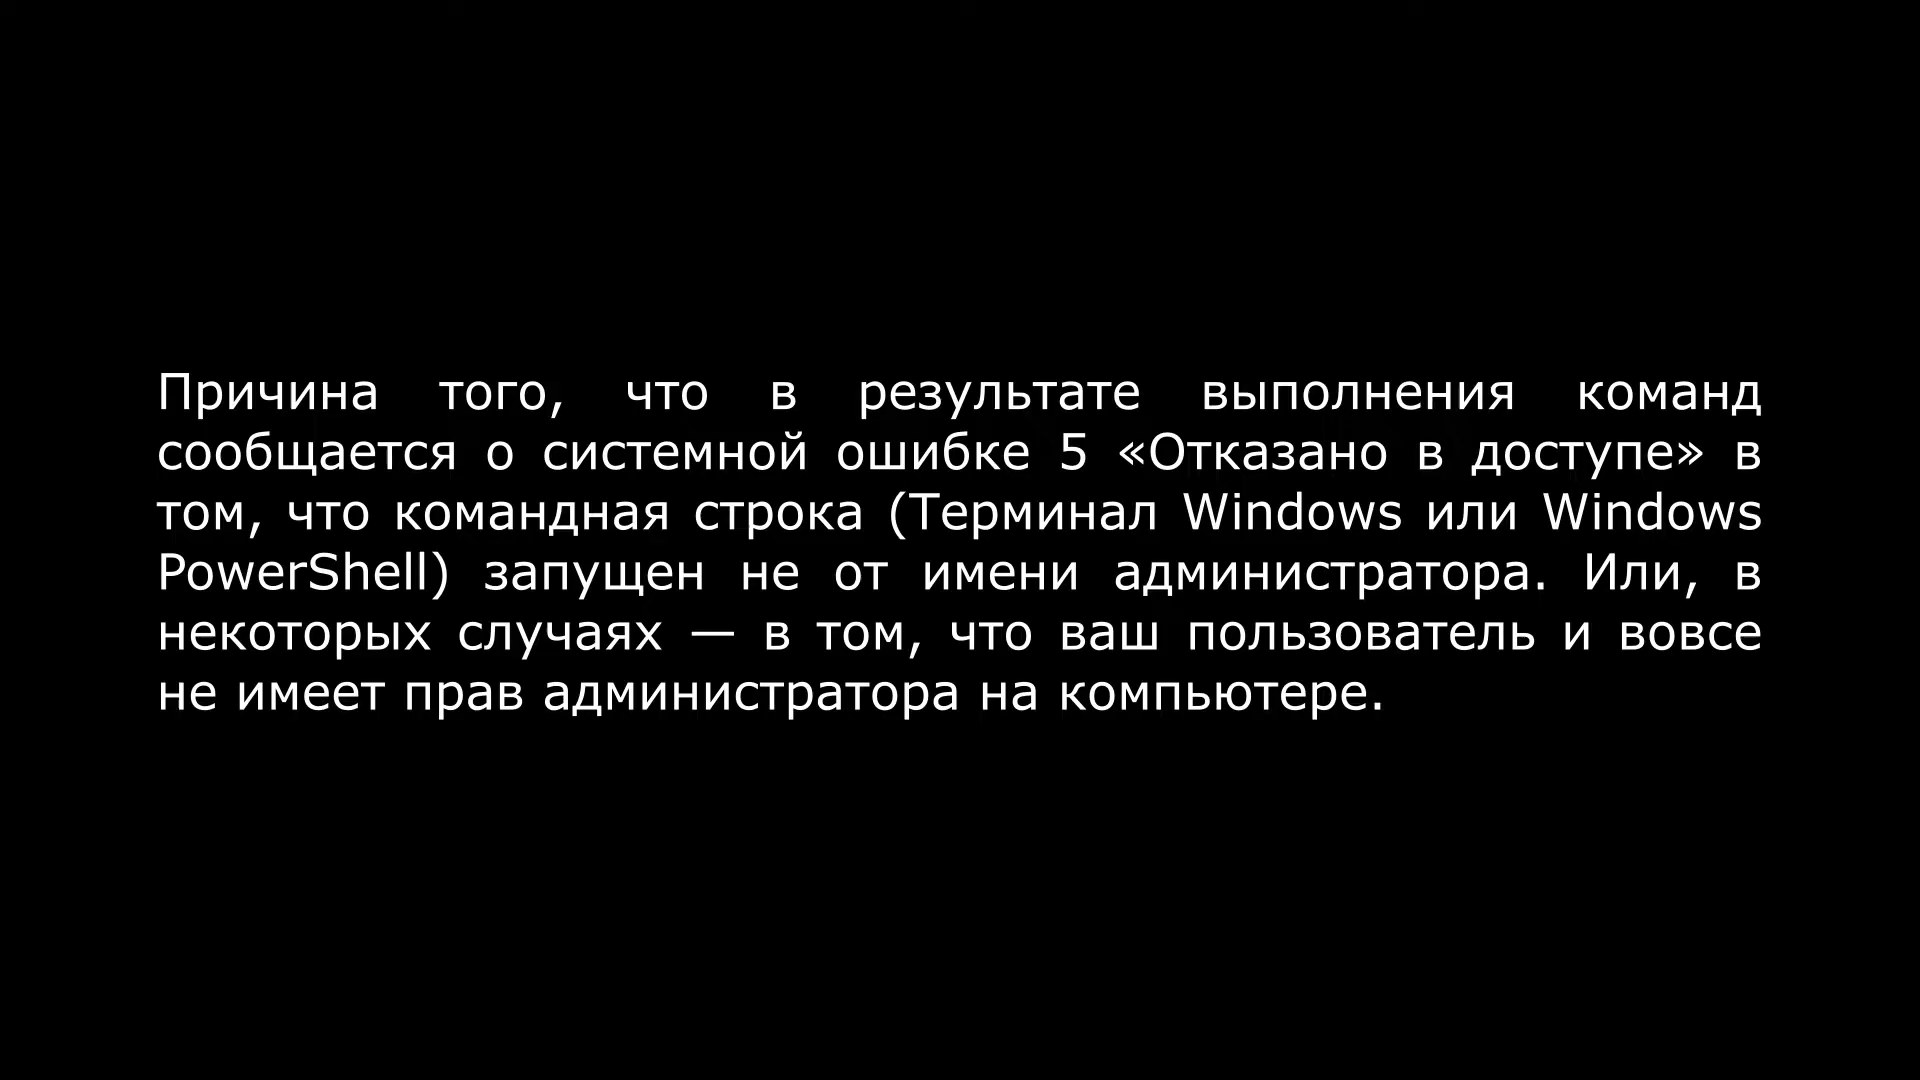 Причина того, что в результате выполнения команд
сообщается о системной ошибке 5 «Отказано в доступе» в
том, что командная строка (Терминал Windows или Windows
PowerShell) запущен не от имени администратора. Или, в
некоторых случаях — в том, что ваш пользователь и вовсе
не имеет прав администратора на компьютере.